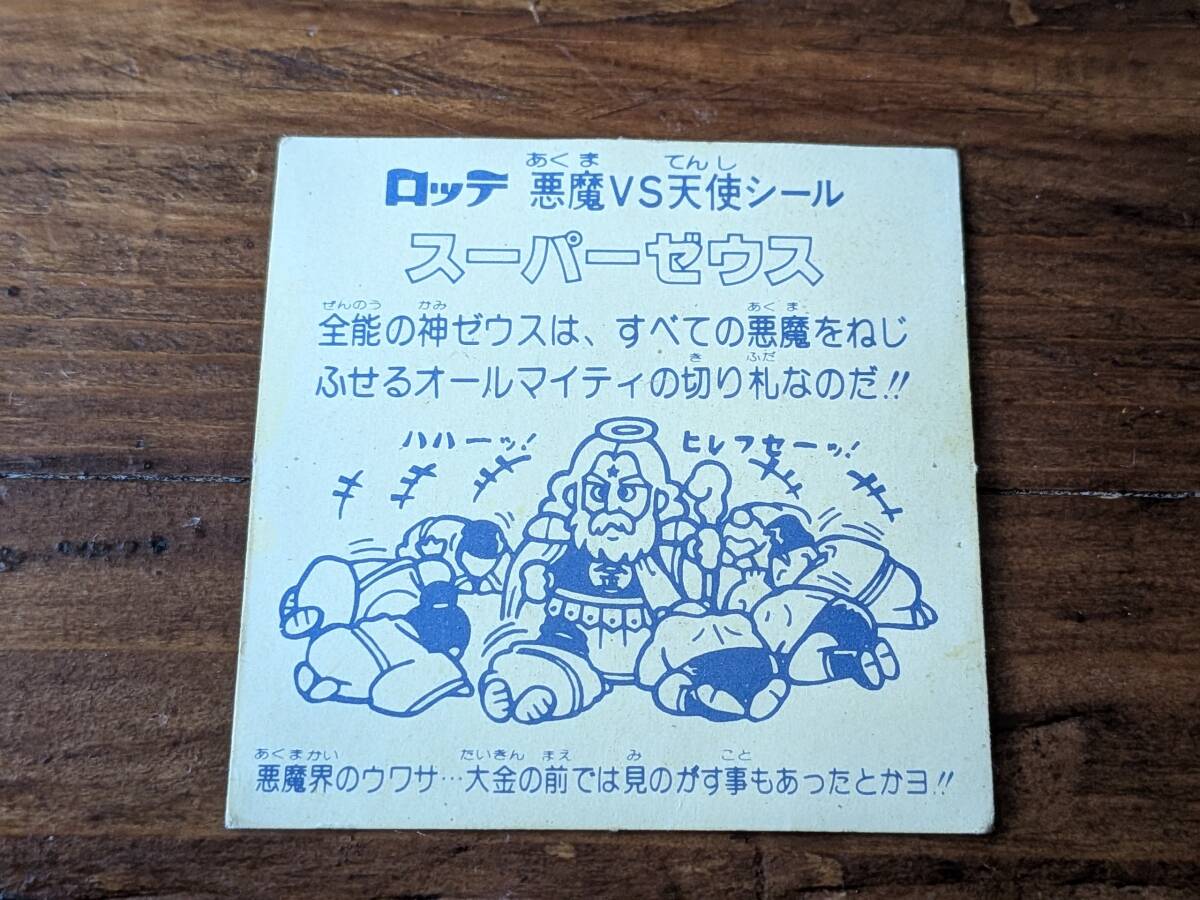 あくま てんし
ロッテ 悪魔VS天使シール
スーパーゼウス
ぜんのう かみ あくま
全能の神ゼウスは、すべての悪魔をねじ
き ふだ
ふせるオールマイティの切り札なのだ!!
ハハーッ! ヒレフセーッ!
金
あくまかい たいきん まえ み こと
悪魔界のウワサ…大金の前では見のがす事もあったとかヨ!!